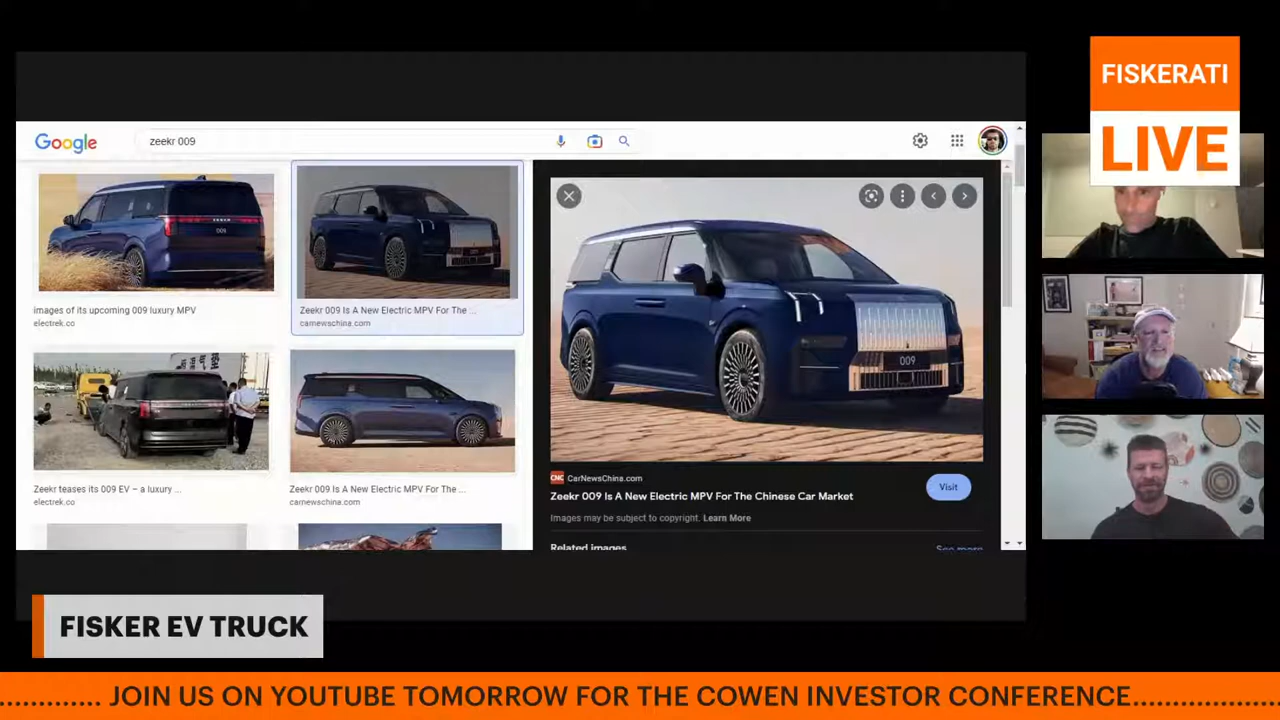 FISKERATI
LIVE
Google
zeekr 009
009
images of its upcoming 009 luxury MPV
electrek.co
Zeekr 009 Is A New Electric MPV For The ...
carnewschina.com
Zeekr teases its 009 EV – a luxury ...
electrek.co
Zeekr 009 Is A New Electric MPV For The ...
carnewschina.com
009
CNC CarNewsChina.com
Zeekr 009 Is A New Electric MPV For The Chinese Car Market
Visit
Images may be subject to copyright. Learn More
Related images
See more
FISKER EV TRUCK
............ JOIN US ON YOUTUBE TOMORROW FOR THE COWEN INVESTOR CONFERENCE.................